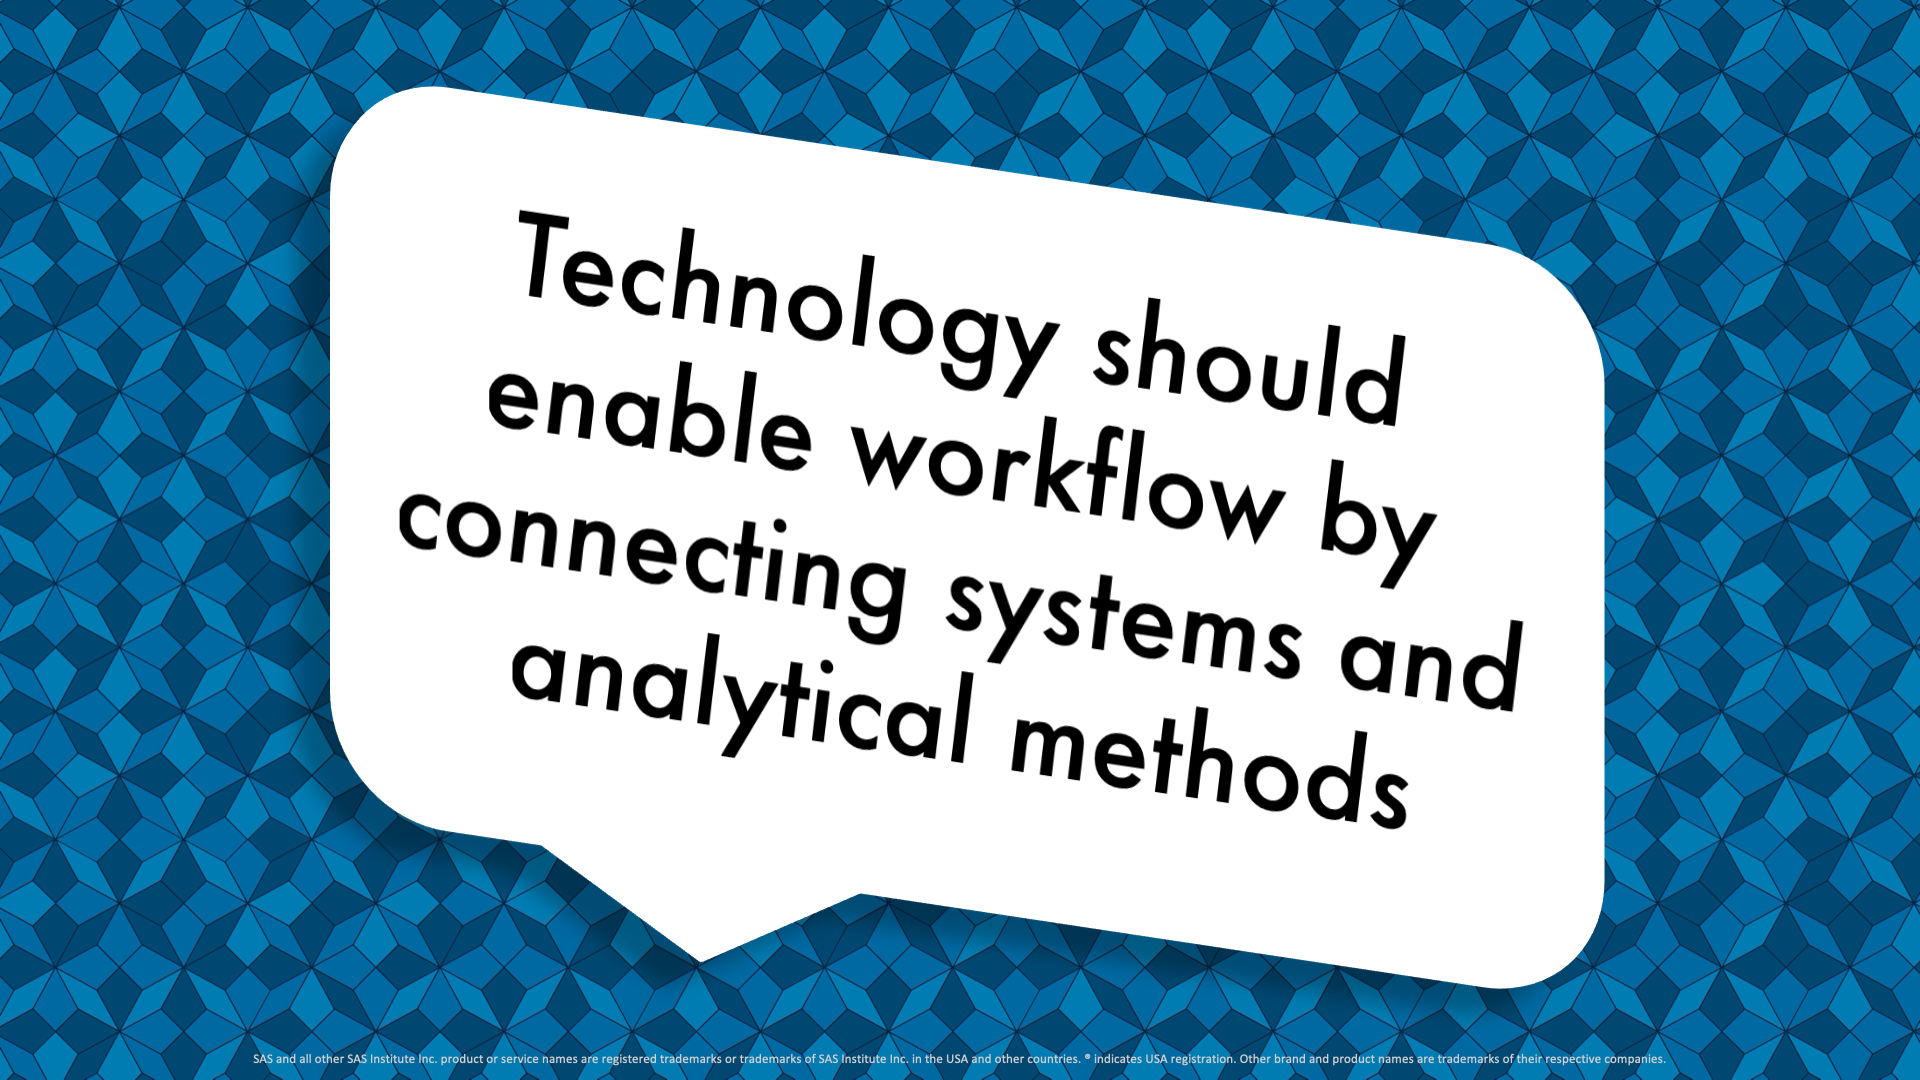 Technology should
enable workflow by
connecting systems and
analytical methods
SAS and all other SAS Institute Inc. product or service names are registered trademarks or trademarks of SAS Institute Inc. in the USA and other countries. ® indicates USA registration. Other brand and product names are trademarks of their respective companies.